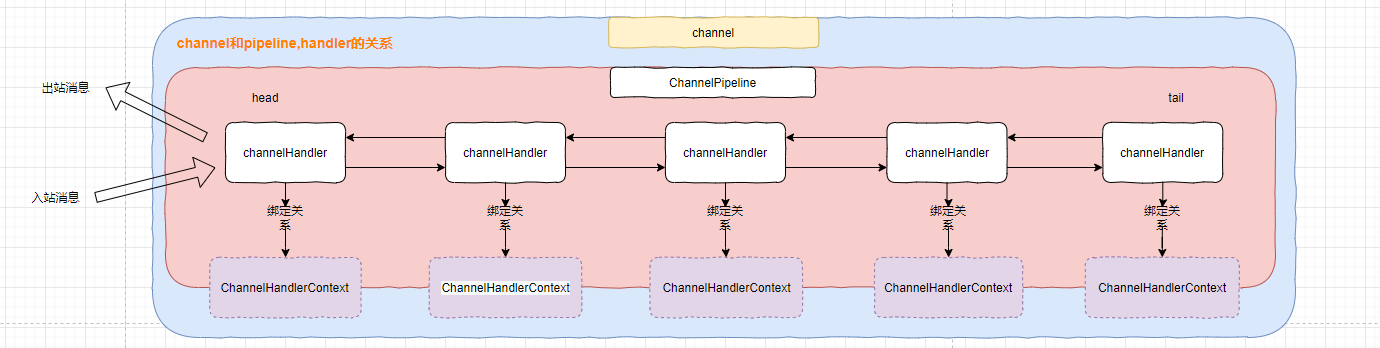 channel
channel和pipeline,handler的关系
ChannelPipeline
出站消息
head
tail
channelHandler
channelHandler
channelHandler
channelHandler
channelHandler
入站消息
绑定关
系
绑定关
系
绑定关
系
绑定关
系
绑定关
系
ChannelHandlerContext
ChannelHandlerContext
ChannelHandlerContext
ChannelHandlerContext
ChannelHandlerContext